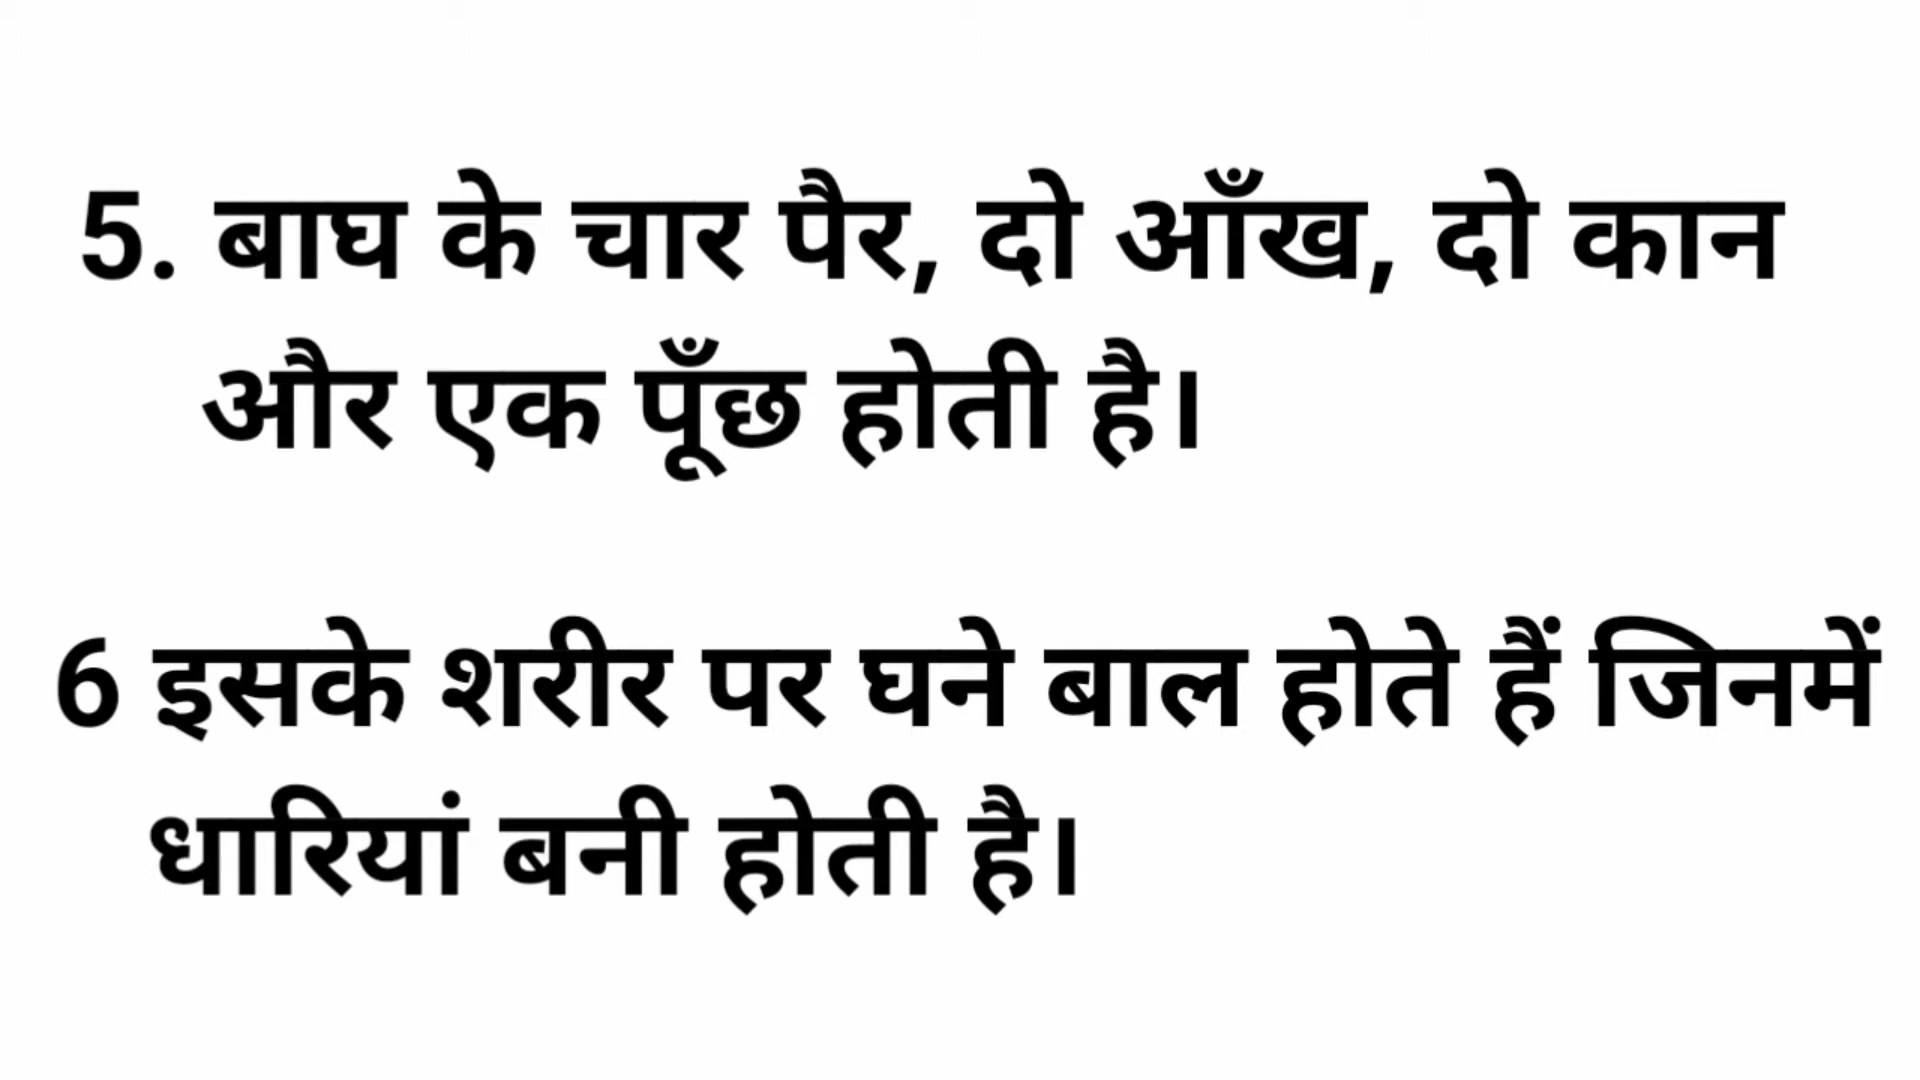 5. बाघ के चार पैर, दो आँख, दो कान
और एक पूँछ होती है।
6 इसके शरीर पर घने बाल होते हैं जिनमें
धारियां बनी होती है।